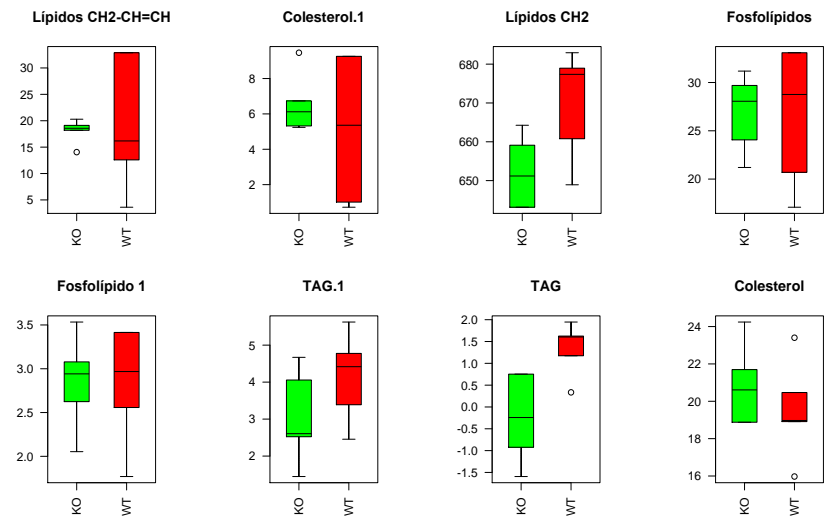 Lípidos CH2-CH=CH
30
25
20
15
10
5
KO
WT
Colesterol.1
8
6
4
2
KO
WT
Lípidos CH2
680
670
660
650
KO
WT
Fosfolípidos
30
25
20
KO
WT
Fosfolípido 1
3.5
3.0
2.5
2.0
KO
WT
TAG.1
5
4
3
2
KO
WT
TAG
2.0
1.5
1.0
0.5
0.0
-0.5
-1.0
-1.5
KO
WT
Colesterol
24
22
20
18
16
KO
WT